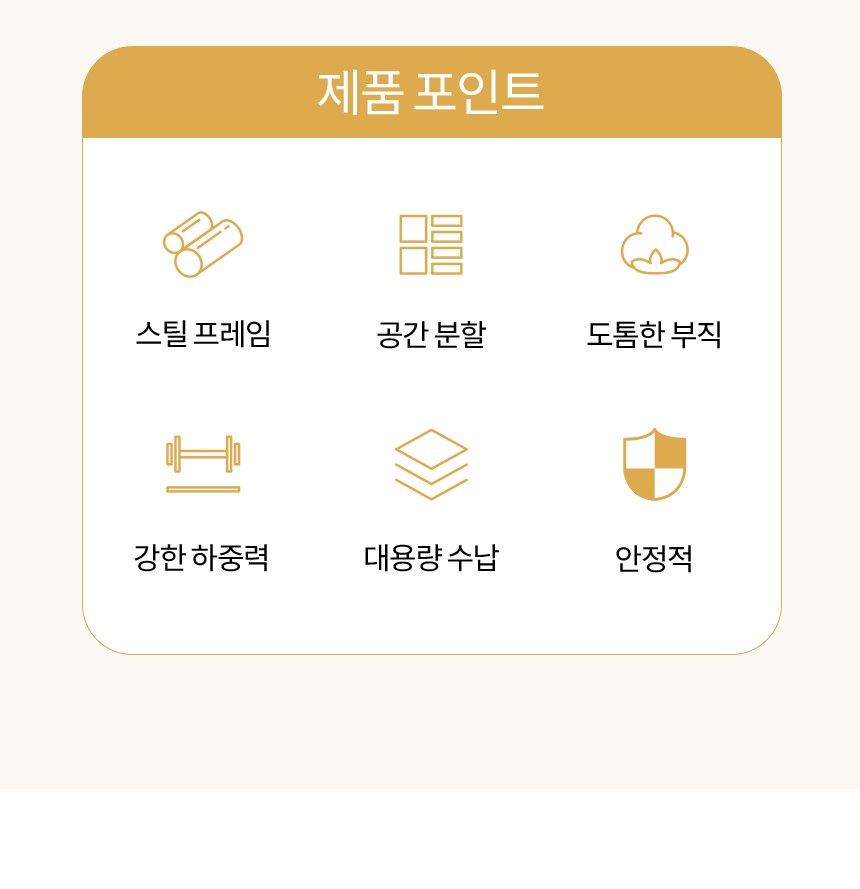 제품 포인트
스틸 프레임
공간 분할
도톰한 부직
강한 하중력
대용량 수납
안정적